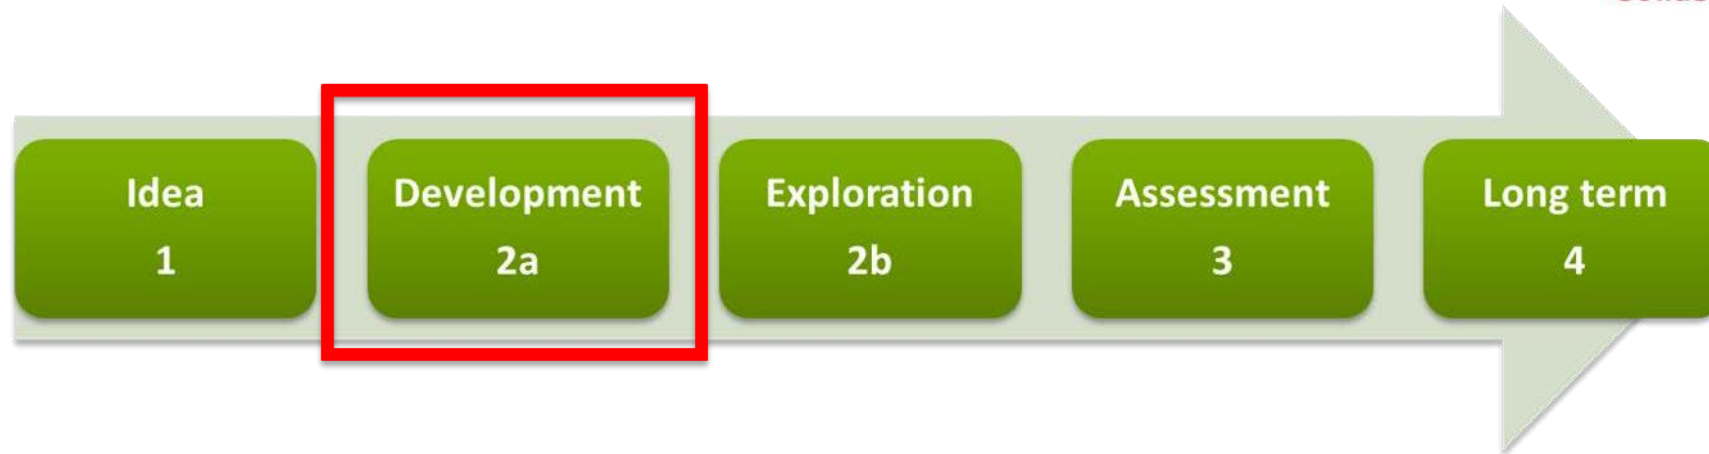 Idea
1
Development
2a
Exploration
2b
Assessment
3
Long term
4